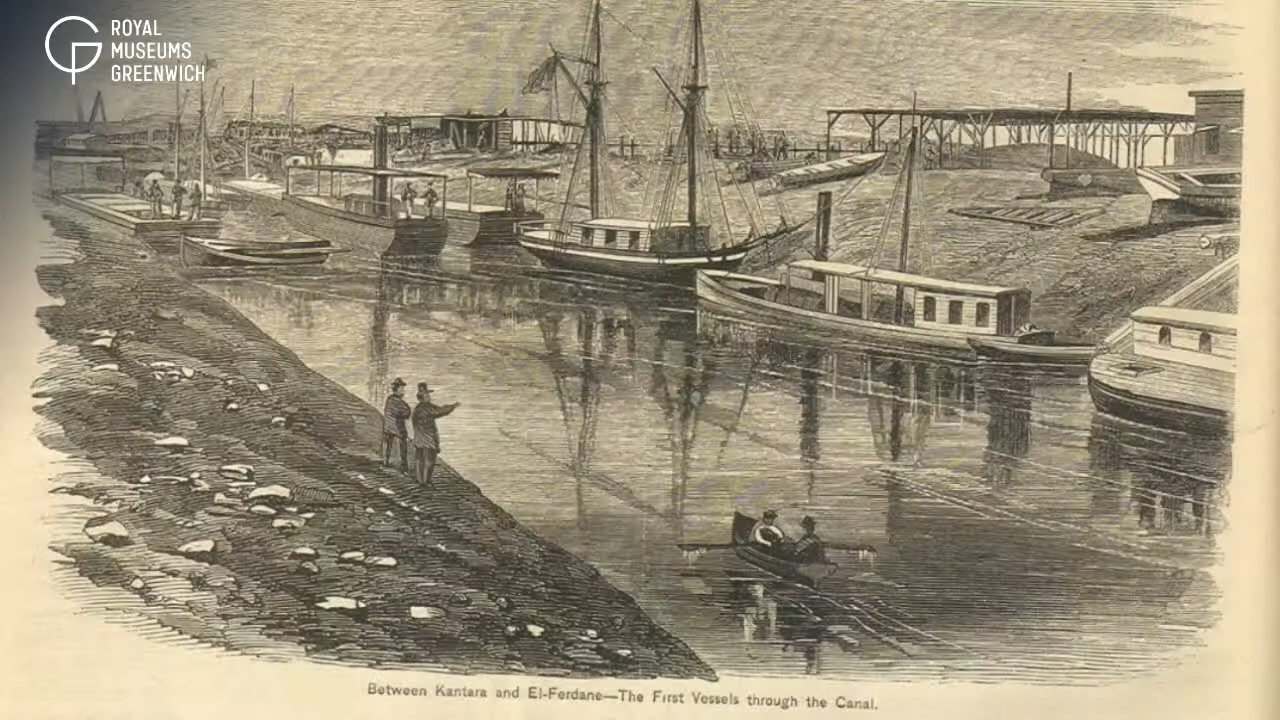 ROYAL
MUSEUMS
GREENWICH
Between Kantara and El-Ferdane—The First Vessels through the Canal.